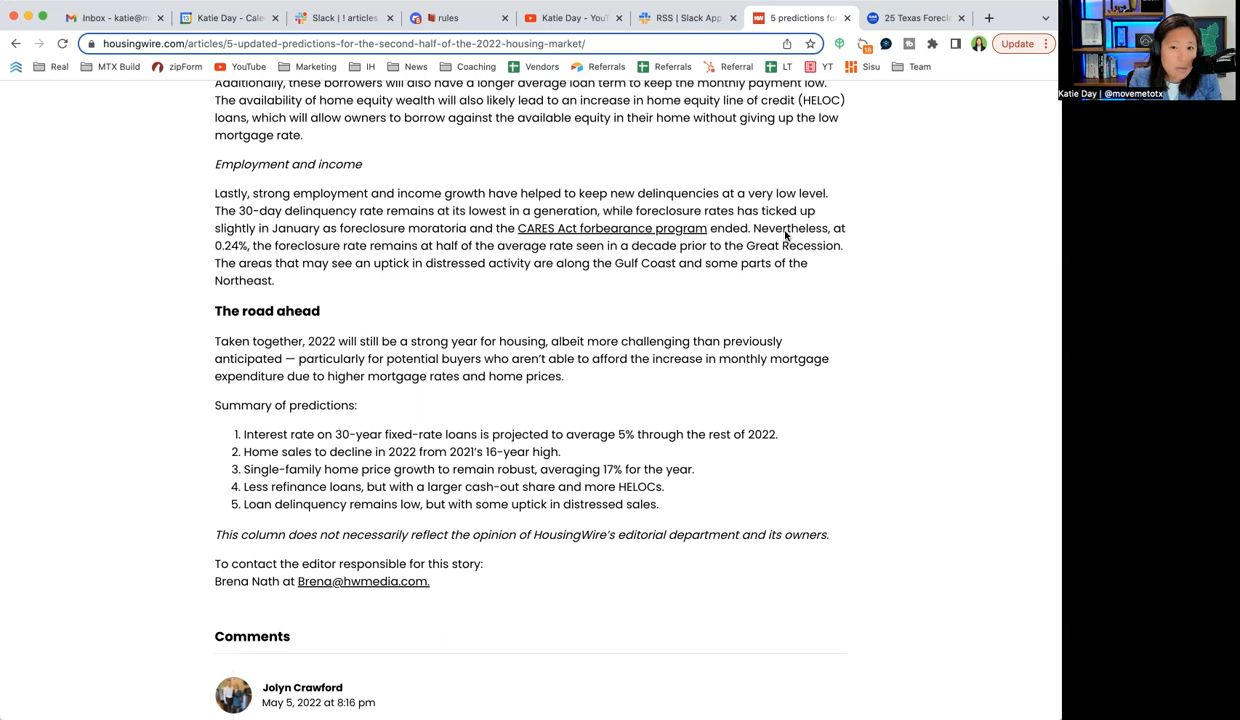 Inbox - katie@m
Katie Day - Cale
Slack | ! articles
rules
Katie Day - YouT
RSS | Slack App
5 predictions fo
25 Texas Forecl
housingwire.com/articles/5-updated-predictions-for-the-second-half-of-the-2022-housing-market/
Update
Real
MTX Build
zipForm
YouTube
Marketing
IH
News
Coaching
Vendors
Referrals
Referrals
Referral
LT
YT
Sisu
Team
Katie Day | @movemetotx
Additionally, these borrowers will also have a longer average loan term to keep the monthly payment low.
The availability of home equity wealth will also likely lead to an increase in home equity line of credit (HELOC)
loans, which will allow owners to borrow against the available equity in their home without giving up the low
mortgage rate.
Employment and income
Lastly, strong employment and income growth have helped to keep new delinquencies at a very low level.
The 30-day delinquency rate remains at its lowest in a generation, while foreclosure rates has ticked up
slightly in January as foreclosure moratoria and the CARES Act forbearance program ended. Nevertheless, at
0.24%, the foreclosure rate remains at half of the average rate seen in a decade prior to the Great Recession.
The areas that may see an uptick in distressed activity are along the Gulf Coast and some parts of the
Northeast.
The road ahead
Taken together, 2022 will still be a strong year for housing, albeit more challenging than previously
anticipated — particularly for potential buyers who aren't able to afford the increase in monthly mortgage
expenditure due to higher mortgage rates and home prices.
Summary of predictions:
1. Interest rate on 30-year fixed-rate loans is projected to average 5% through the rest of 2022.
2. Home sales to decline in 2022 from 2021's 16-year high.
3. Single-family home price growth to remain robust, averaging 17% for the year.
4. Less refinance loans, but with a larger cash-out share and more HELOCs.
5. Loan delinquency remains low, but with some uptick in distressed sales.
This column does not necessarily reflect the opinion of HousingWire's editorial department and its owners.
To contact the editor responsible for this story:
Brena Nath at Brena@hwmedia.com.
Comments
Jolyn Crawford
May 5, 2022 at 8:16 pm